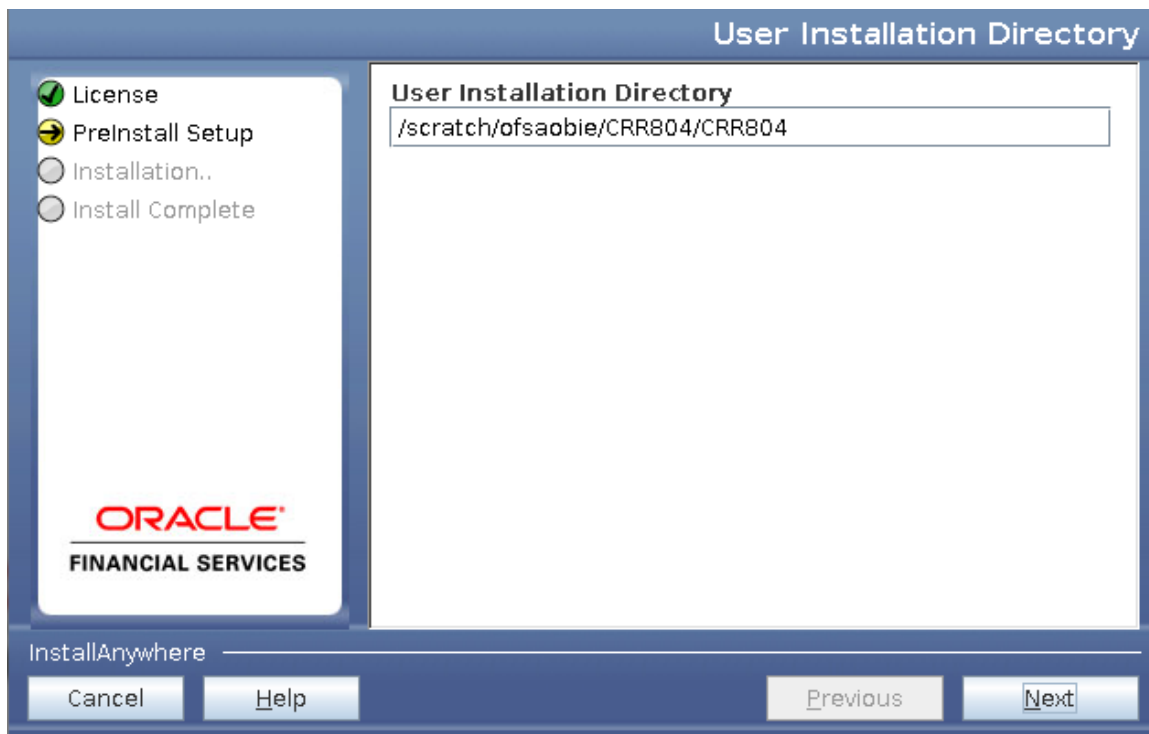 User Installation Directory
License
PreInstall Setup
Installation..
Install Complete
User Installation Directory
/scratch/ofsaobie/CRR804/CRR804
ORACLE
FINANCIAL SERVICES
InstallAnywhere
Cancel
Help
Previous
Next